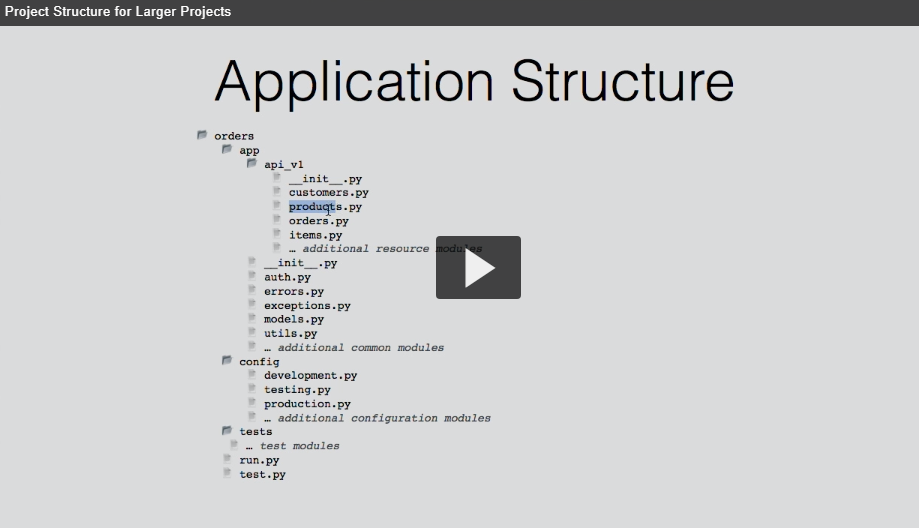 Project Structure for Larger Projects
Application Structure
orders
app
api_v1
__init__.py
customers.py
products.py
orders.py
items.py
… additional resource modules
__init__.py
auth.py
errors.py
exceptions.py
models.py
utils.py
… additional common modules
config
development.py
testing.py
production.py
… additional configuration modules
tests
… test modules
run.py
test.py